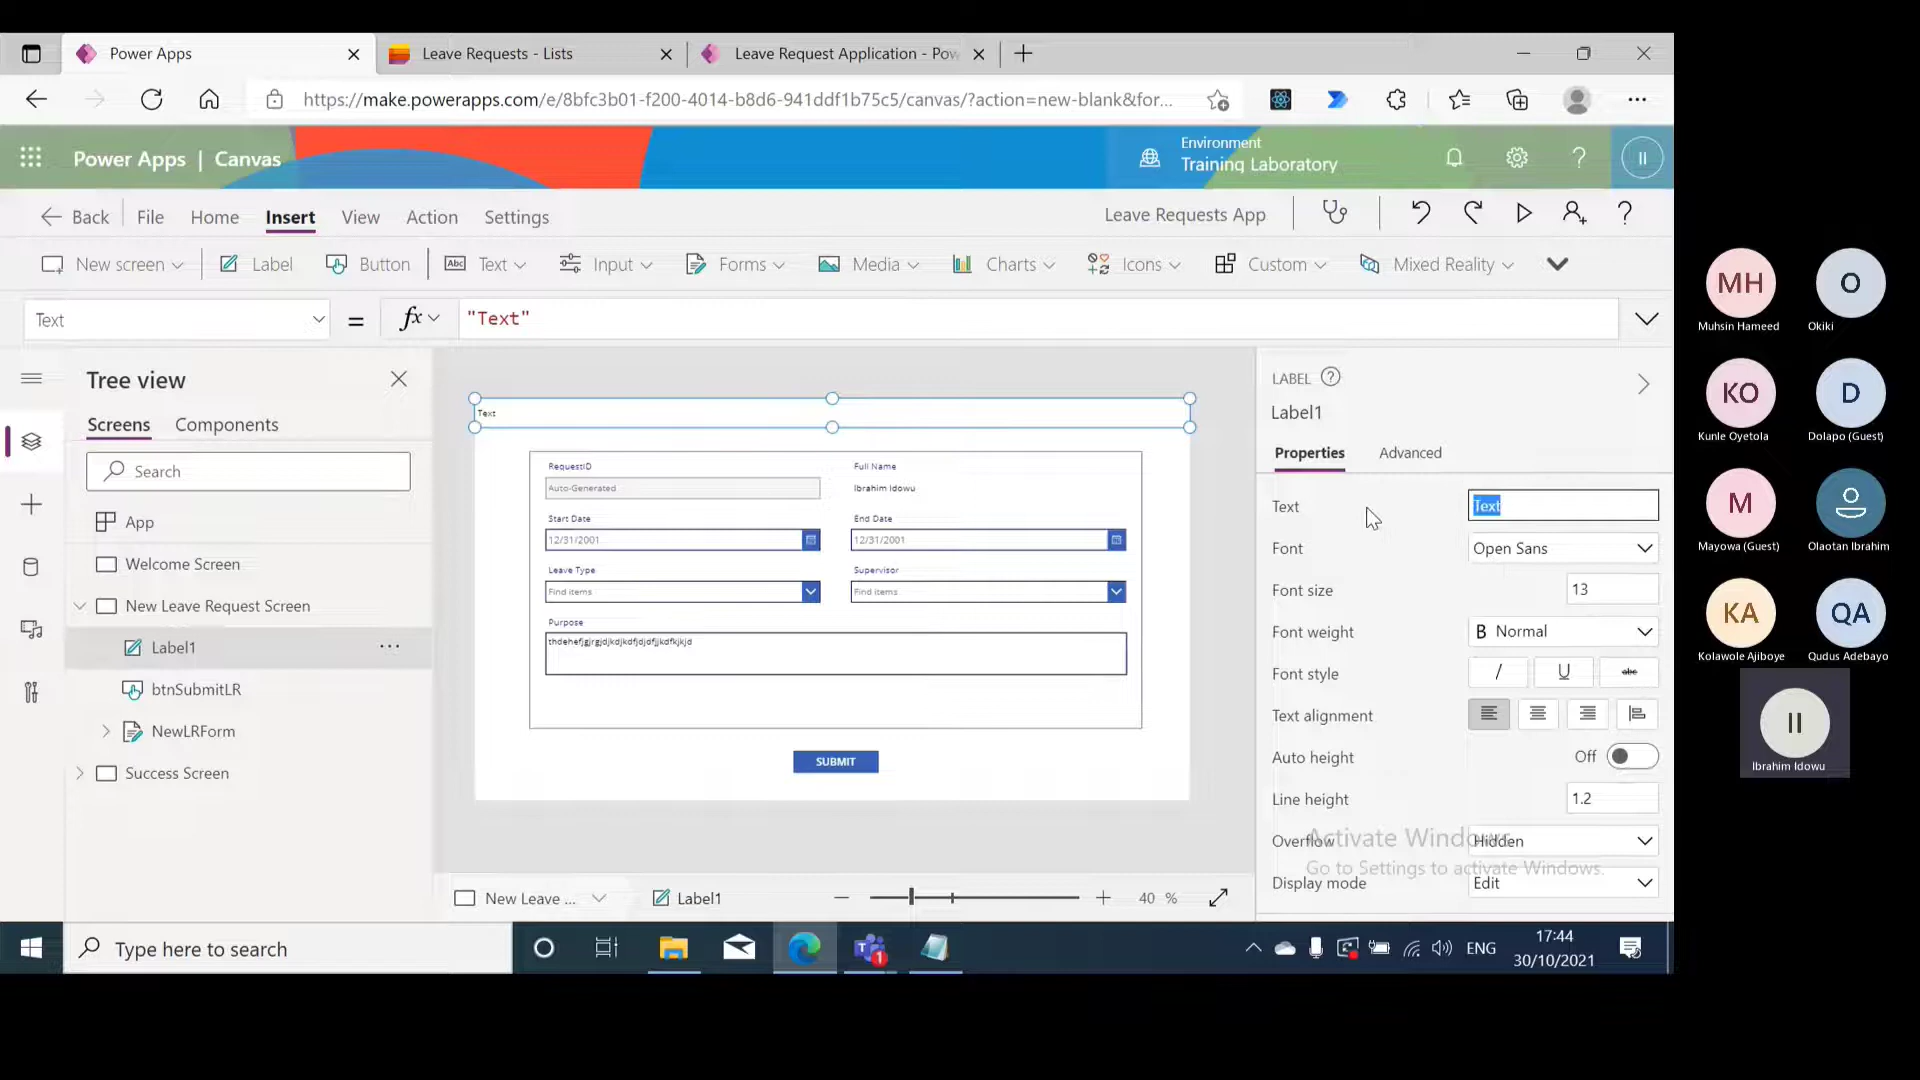 Power Apps
Leave Requests - Lists
Leave Request Application - Pow
https://make.powerapps.com/e/8bfc3b01-f200-4014-b8d6-941ddf1b75c5/canvas/?action=new-blank&for...
Power Apps | Canvas
Environment
Training Laboratory
II
Back
File
Home
Insert
View
Action
Settings
Leave Requests App
New screen
Label
Button
Abc Text
Input
Forms
Media
Charts
Icons
Custom
Mixed Reality
Text
=
fx
"Text"
Tree view
Screens
Components
Search
App
Welcome Screen
New Leave Request Screen
Label1
btnSubmitLR
NewLRForm
Success Screen
Text
RequestID
Full Name
Auto-Generated
Ibrahim Idowu
Start Date
End Date
12/31/2001
12/31/2001
Leave Type
Supervisor
Find items
Find items
Purpose
thdehefjgjrgjdjkdjkdfjdjdfjjkdfkjkjd
SUBMIT
New Leave ...
Label1
40 %
LABEL
Label1
Properties
Advanced
Text
Text
Font
Open Sans
Font size
13
Font weight
B Normal
Font style
/ U abc
Text alignment
Auto height
Off
Line height
1.2
Overflow
Hidden
Display mode
Edit
Activate Windows
Go to Settings to activate Windows.
Type here to search
1
ENG
17:44
30/10/2021
MH
Muhsin Hameed
O
Okiki
KO
Kunle Oyetola
D
Dolapo (Guest)
M
Mayowa (Guest)
Olaotan Ibrahim
KA
Kolawole Ajiboye
QA
Qudus Adebayo
II
Ibrahim Idowu